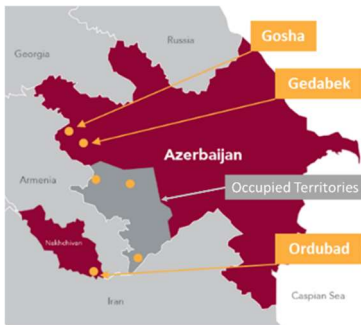 Russia
Gosha
Georgia
Gedabek
Azerbaijan
Armenia
Occupied Territories
Nakhchivan
Ordubad
Iran
Caspian Sea